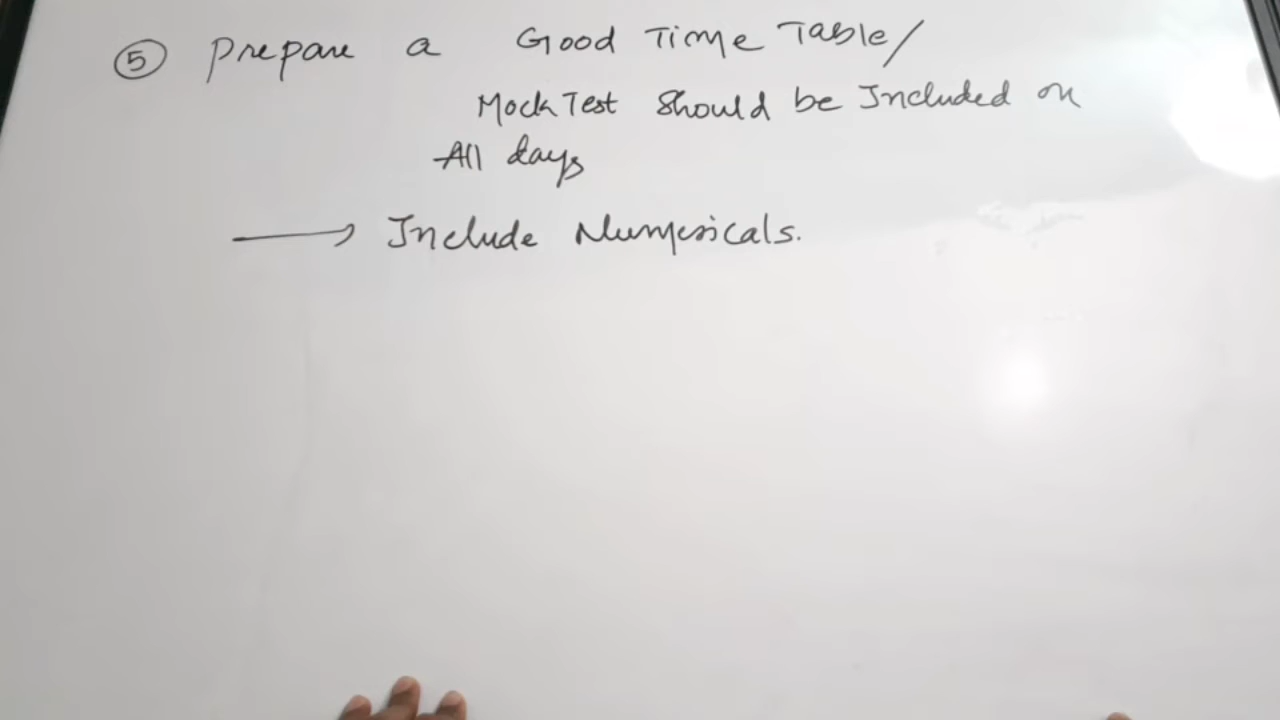 ⑤ Prepare a Good Time Table/
Mock Test should be Included on
All days
→ Include Numericals.